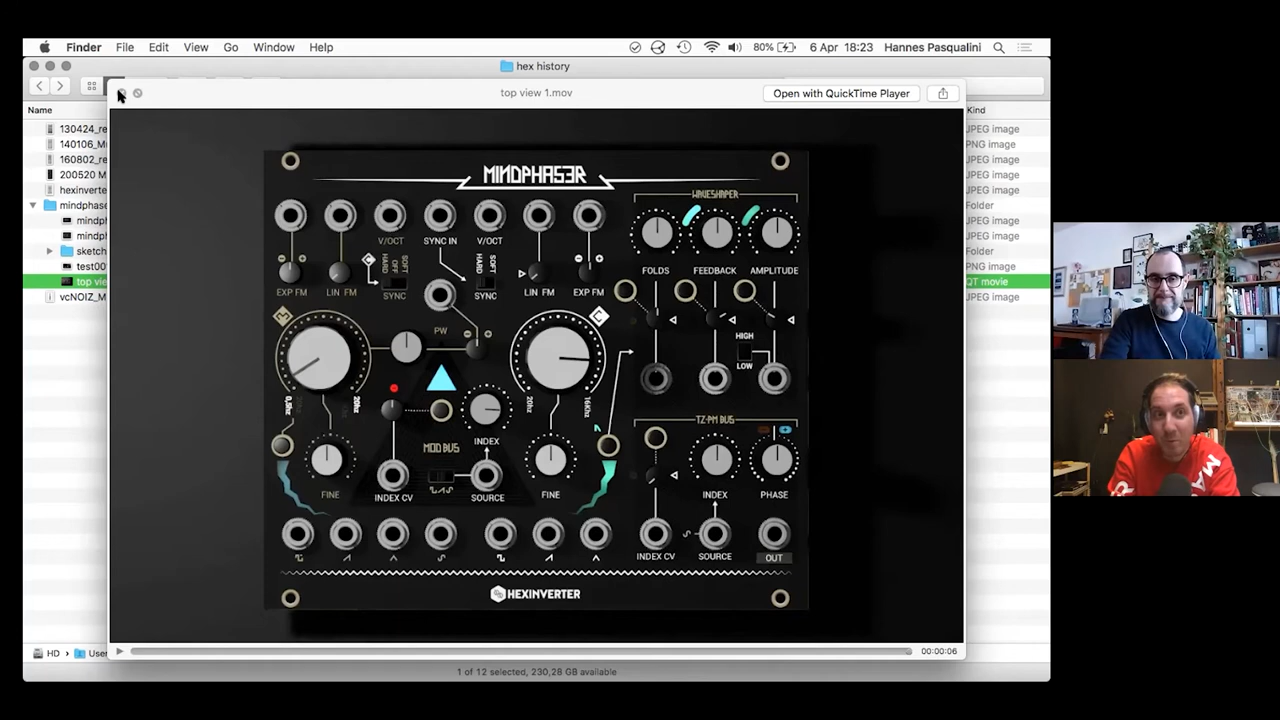 Finder File Edit View Go Window Help 80% 6 Apr 18:23 Hannes Pasqualini
hex history
top view 1.mov Open with QuickTime Player
Name Kind
130424_re JPEG image
140106_M PNG image
160802_re JPEG image
200520 M JPEG image
hexinverte JPEG image
mindphase Folder
mindph JPEG image
mindph JPEG image
sketch Folder
test00 PNG image
top vie QT movie
vcNOIZ_M JPEG image
MINDPHAS3R
WAVESHAPER
V/OCT SYNC IN V/OCT
HARD OFF SOFT
HARD SOFT
FOLDS FEEDBACK AMPLITUDE
EXP FM LIN FM SYNC SYNC LIN FM EXP FM
M C
PW
HIGH
LOW
0,5hz 20hz 20hz 16Khz
TZ-PM BUS
INDEX
MOD BUS
FINE INDEX CV SOURCE FINE INDEX PHASE
INDEX CV SOURCE OUT
HEXINVERTER
00:00:06
HD › User
1 of 12 selected, 230,28 GB available
MA
R